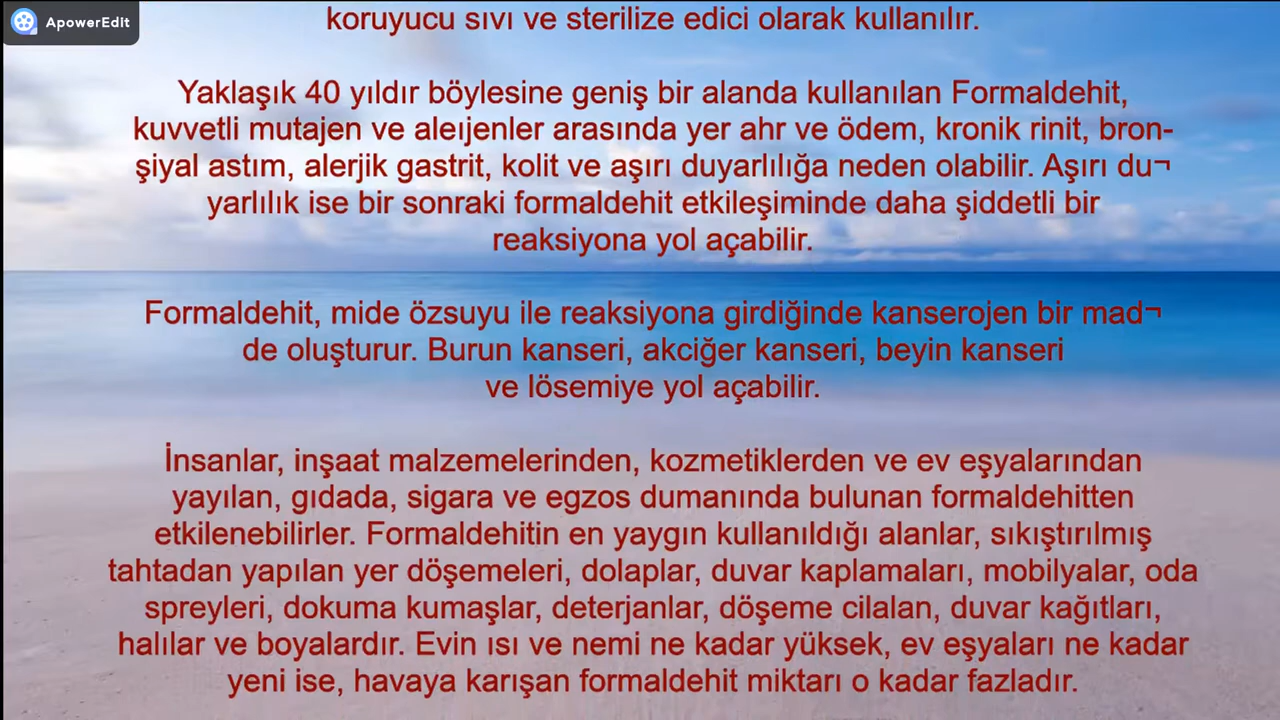 ApowerEdit
koruyucu sıvı ve sterilize edici olarak kullanılır.
Yaklaşık 40 yıldır böylesine geniş bir alanda kullanılan Formaldehit,
kuvvetli mutajen ve aleıjenler arasında yer ahr ve ödem, kronik rinit, bron-
şiyal astım, alerjik gastrit, kolit ve aşırı duyarlılığa neden olabilir. Aşırı du¬
yarlılık ise bir sonraki formaldehit etkileşiminde daha şiddetli bir
reaksiyona yol açabilir.
Formaldehit, mide özsuyu ile reaksiyona girdiğinde kanserojen bir mad¬
de oluşturur. Burun kanseri, akciğer kanseri, beyin kanseri
ve lösemiye yol açabilir.
İnsanlar, inşaat malzemelerinden, kozmetiklerden ve ev eşyalarından
yayılan, gıdada, sigara ve egzos dumanında bulunan formaldehitten
etkilenebilirler. Formaldehitin en yaygın kullanıldığı alanlar, sıkıştırılmış
tahtadan yapılan yer döşemeleri, dolaplar, duvar kaplamaları, mobilyalar, oda
spreyleri, dokuma kumaşlar, deterjanlar, döşeme cilalan, duvar kağıtları,
halılar ve boyalardır. Evin ısı ve nemi ne kadar yüksek, ev eşyaları ne kadar
yeni ise, havaya karışan formaldehit miktarı o kadar fazladır.